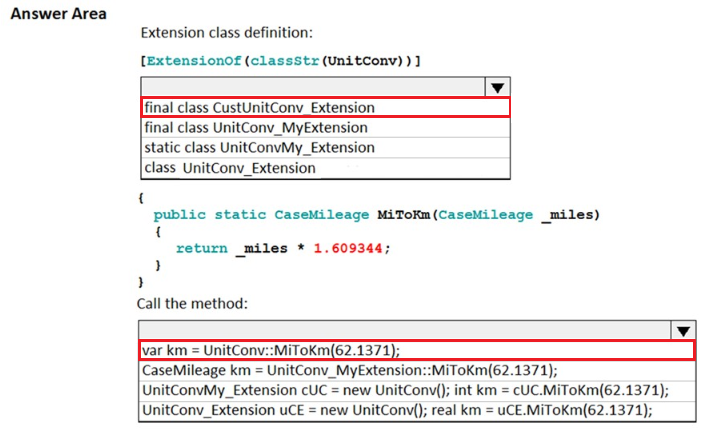 Answer Area
Extension class definition:
[ExtensionOf(classStr(UnitConv))]
final class CustUnitConv_Extension
final class UnitConv_MyExtension
static class UnitConvMy_Extension
class UnitConv_Extension
{
public static CaseMileage MiToKm(CaseMileage _miles)
{
return _miles * 1.609344;
}
}
Call the method:
var km = UnitConv::MiToKm(62.1371);
CaseMileage km = UnitConv_MyExtension::MiToKm(62.1371);
UnitConvMy_Extension cUC = new UnitConv(); int km = cUC.MiToKm(62.1371);
UnitConv_Extension uCE = new UnitConv(); real km = uCE.MiToKm(62.1371);